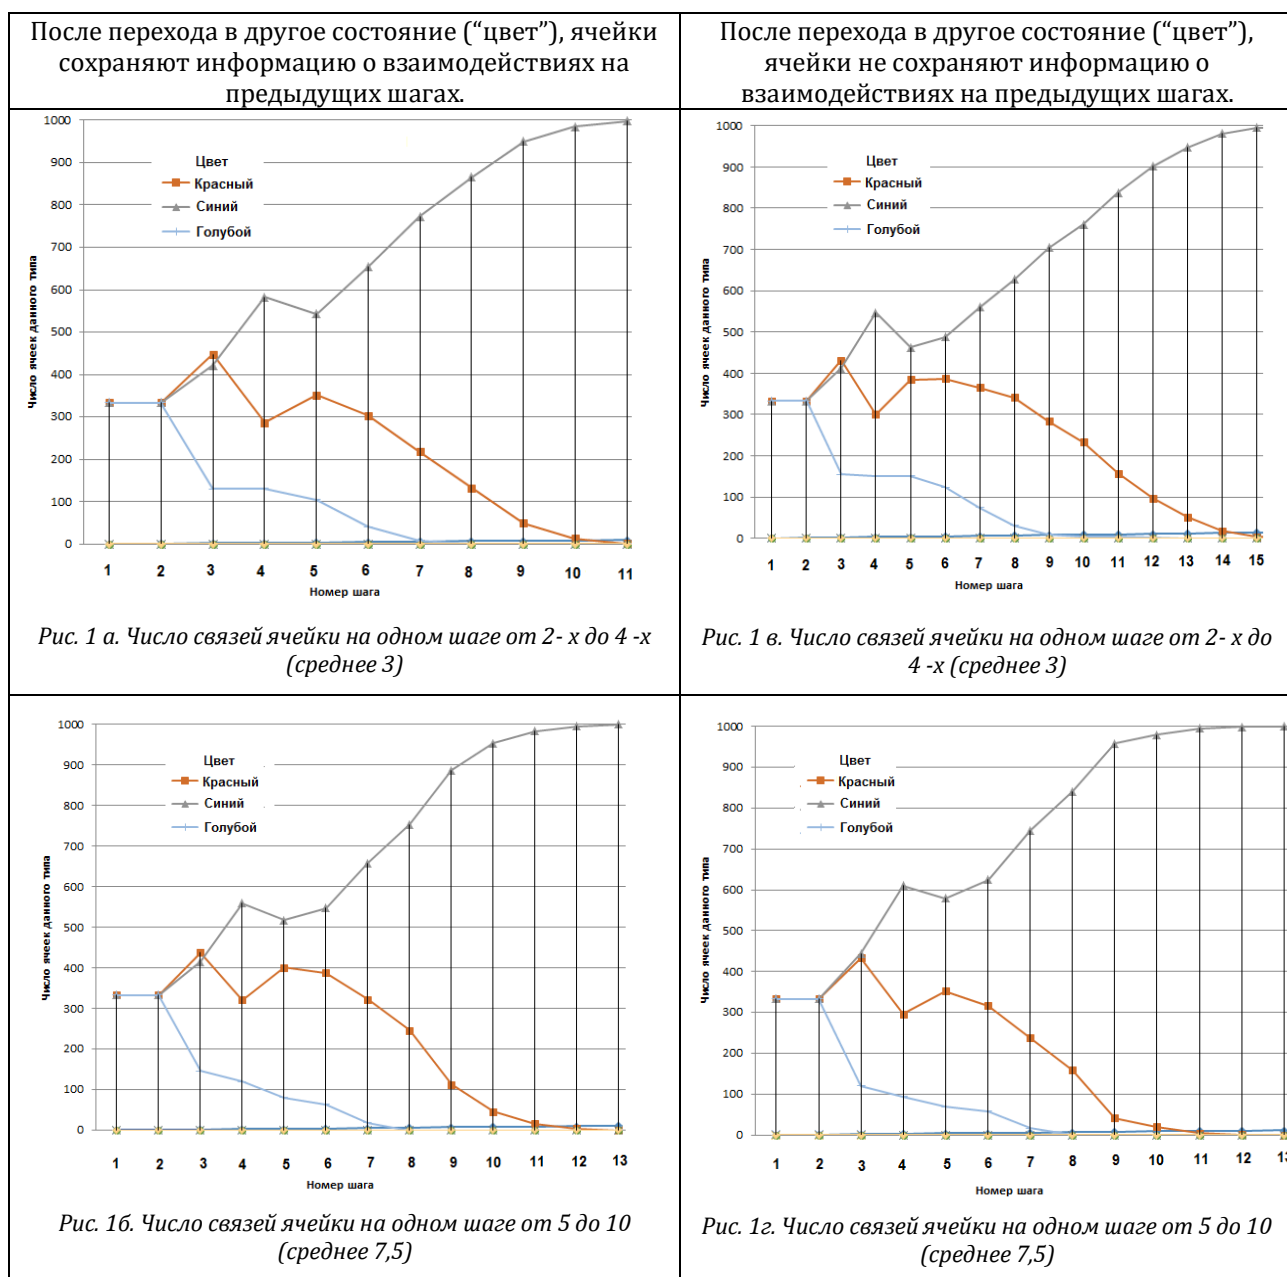 После перехода в другое состояние (“цвет”), ячейки
сохраняют информацию о взаимодействиях на
предыдущих шагах.
После перехода в другое состояние (“цвет”),
ячейки не сохраняют информацию о
взаимодействиях на предыдущих шагах.
1000
900
800
700
600
500
400
300
200
100
0
Число ячеек данного типа
Цвет
Красный
Синий
Голубой
1 2 3 4 5 6 7 8 9 10 11
Номер шага
Рис. 1 а. Число связей ячейки на одном шаге от 2- х до 4 -х
(среднее 3)
1000
900
800
700
600
500
400
300
200
100
0
Число ячеек данного типа
Цвет
Красный
Синий
Голубой
1 2 3 4 5 6 7 8 9 10 11 12 13 14 15
Номер шага
Рис. 1 в. Число связей ячейки на одном шаге от 2- х до
4 -х (среднее 3)
1000
900
800
700
600
500
400
300
200
100
0
Число ячеек данного типа
Цвет
Красный
Синий
Голубой
1 2 3 4 5 6 7 8 9 10 11 12 13
Номер шага
Рис. 1б. Число связей ячейки на одном шаге от 5 до 10
(среднее 7,5)
1000
900
800
700
600
500
400
300
200
100
0
Число ячеек данного типа
Цвет
Красный
Синий
Голубой
1 2 3 4 5 6 7 8 9 10 11 12 13
Номер шага
Рис. 1г. Число связей ячейки на одном шаге от 5 до 10
(среднее 7,5)